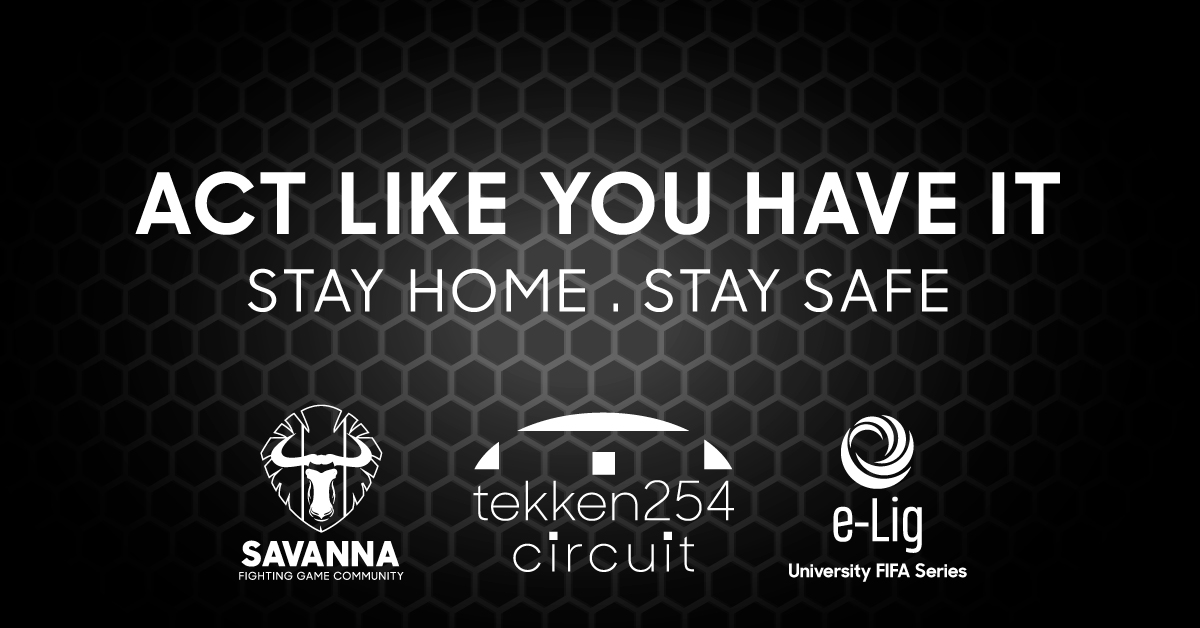 ACT LIKE YOU HAVE IT
STAY HOME . STAY SAFE
SAVANNA
FIGHTING GAME COMMUNITY
tekken254
circuit
e-Lig
University FIFA Series